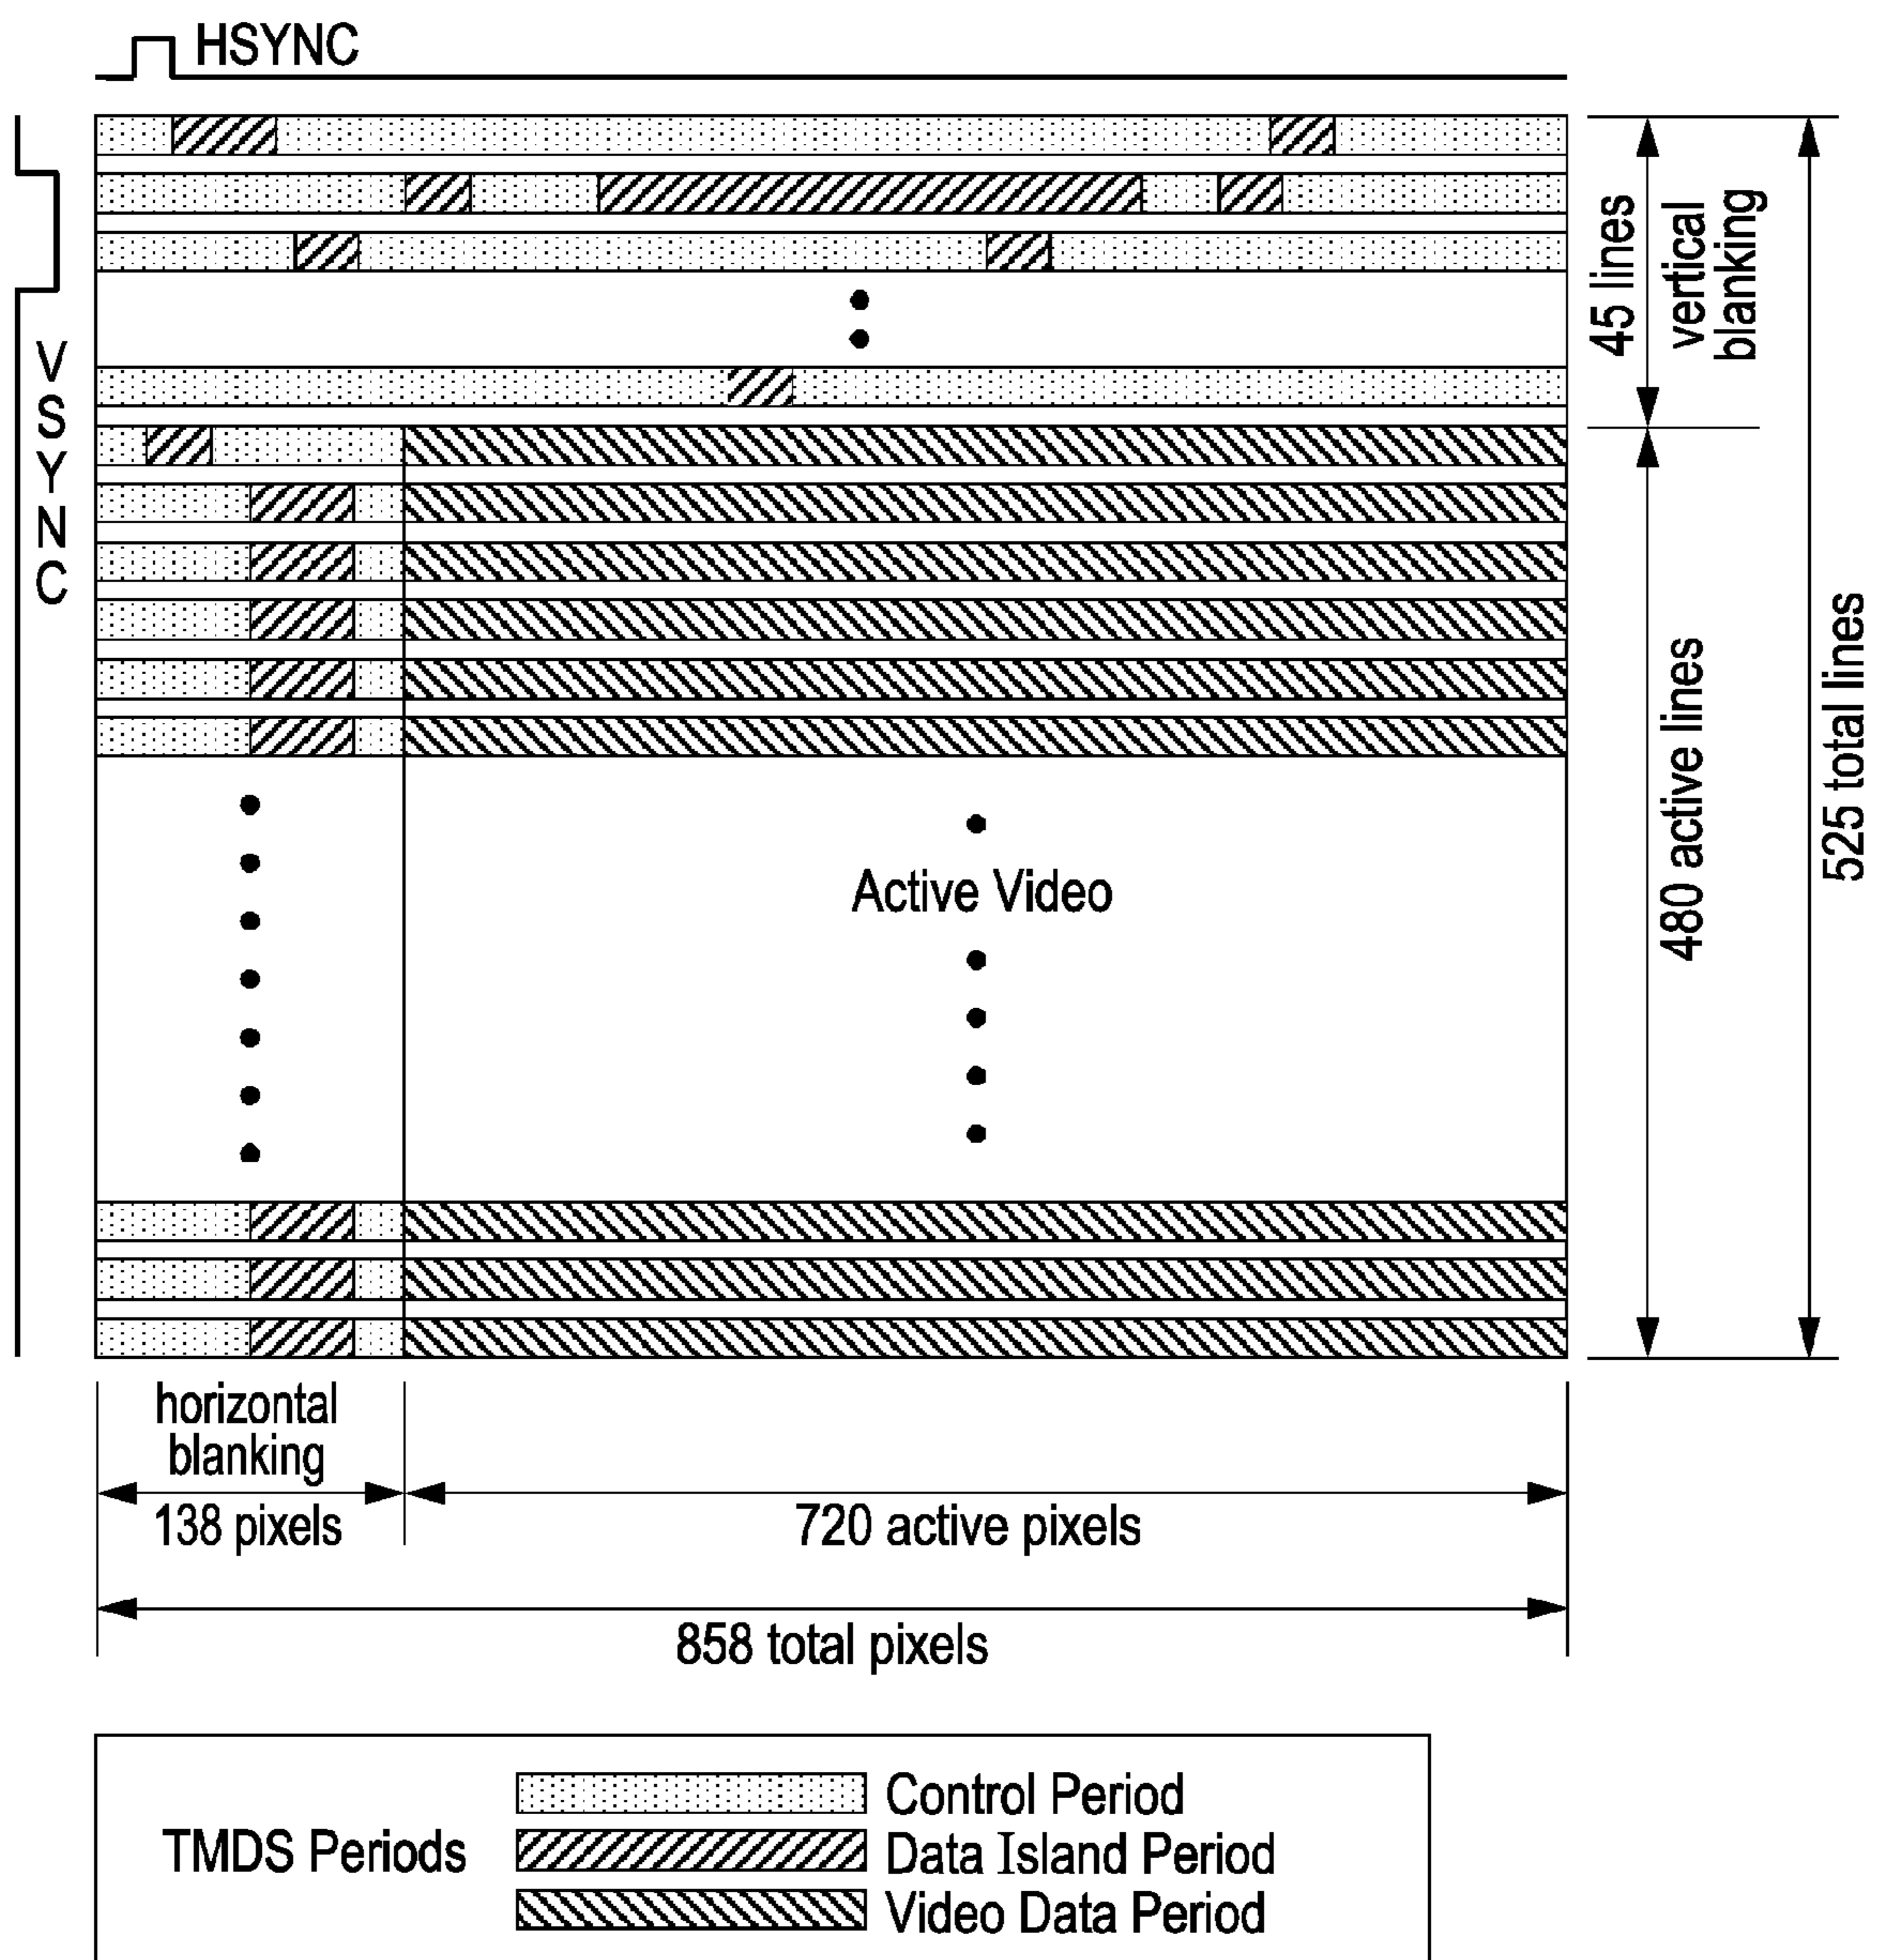 HSYNC
VSYNC
45 lines
vertical
blanking
480 active lines
525 total lines
Active Video
horizontal
blanking
138 pixels
720 active pixels
858 total pixels
TMDS Periods
Control Period
Data Island Period
Video Data Period